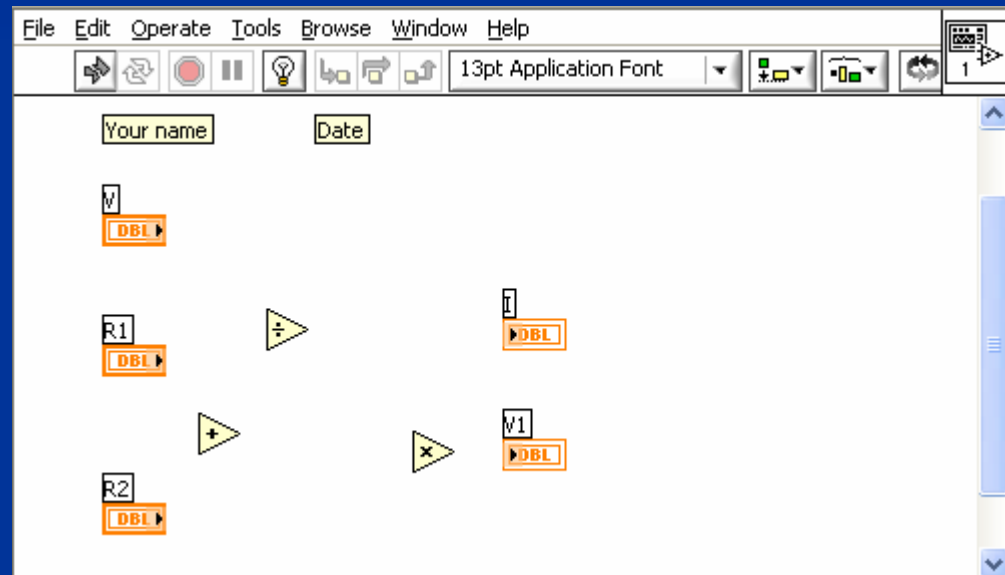 File Edit Operate Tools Browse Window Help
13pt Application Font
1
Your name Date
V
DBL
I
DBL
R1
DBL
÷
+
V1
DBL
×
R2
DBL